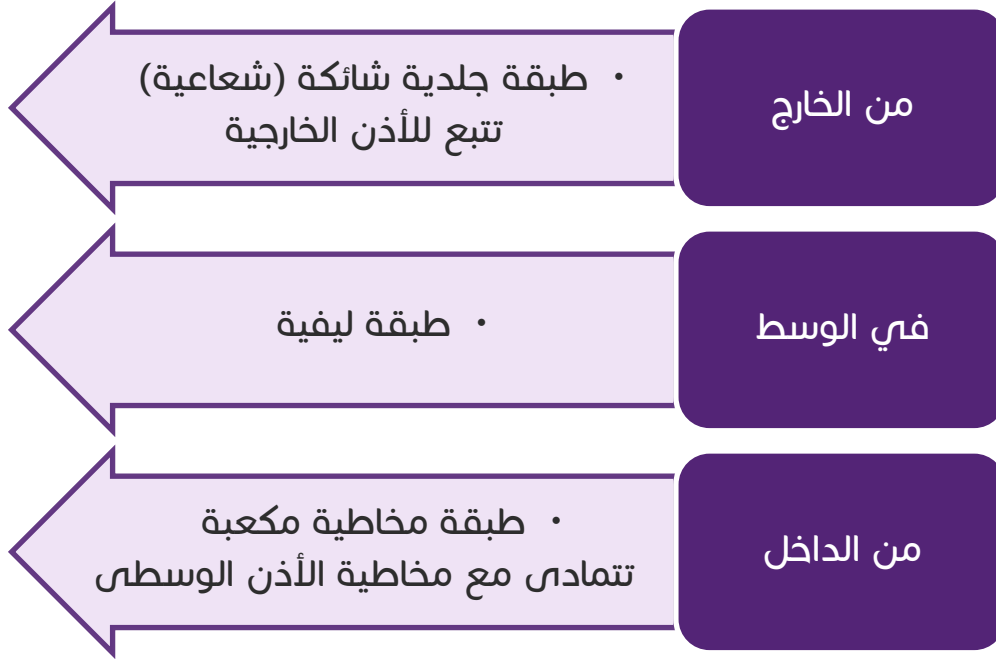 من الخارج
• طبقة جلدية شائكة (شعاعية)
تتبع للأذن الخارجية
في الوسط
• طبقة ليفية
من الداخل
• طبقة مخاطية مكعبة
تتمادى مع مخاطية الأذن الوسطى